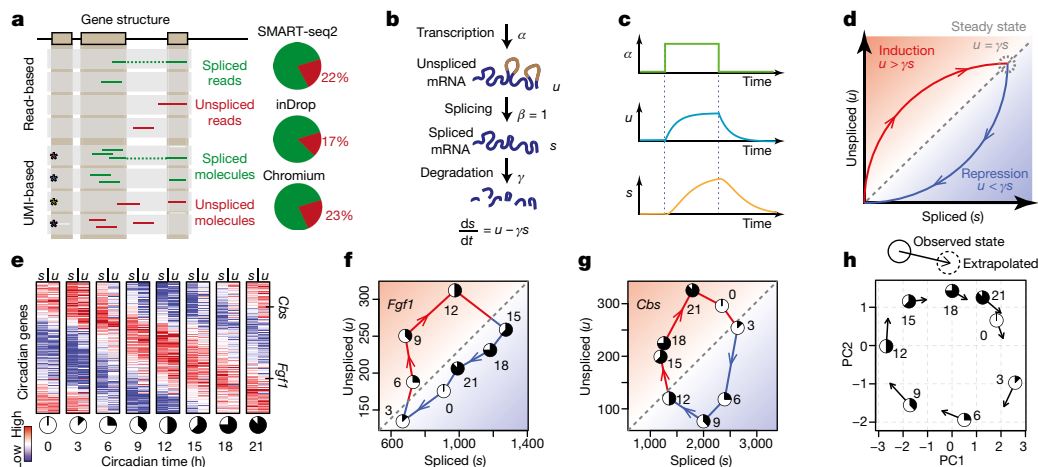 a
Gene structure
Read-based
UMI-based
Spliced
reads
Unspliced
reads
Spliced
molecules
Unspliced
molecules
SMART-seq2
22%
inDrop
17%
Chromium
23%
b
Transcription
α
Unspliced
mRNA
u
Splicing
β = 1
Spliced
mRNA
s
Degradation
γ
ds
dt
= u − γs
c
α
Time
u
Time
s
Time
d
Steady state
u = γs
Induction
u > γs
Repression
u < γs
Unspliced (u)
Spliced (s)
e
s u
Circadian genes
Cbs
Fgf1
Low High
0 3 6 9 12 15 18 21
Circadian time (h)
f
Fgf1
Unspliced (u)
300
250
200
150
12
15
9
18
21
6
0
3
600 1,000 1,400
Spliced (s)
g
Cbs
Unspliced (u)
300
200
100
21
0
3
18
15
12
6
9
1,000 2,000 3,000
Spliced (s)
Observed state
Extrapolated
h
PC2
2
1
0
−1
−2
15
18
21
0
12
3
9
6
−3 −2 −1 0 1 2 3
PC1